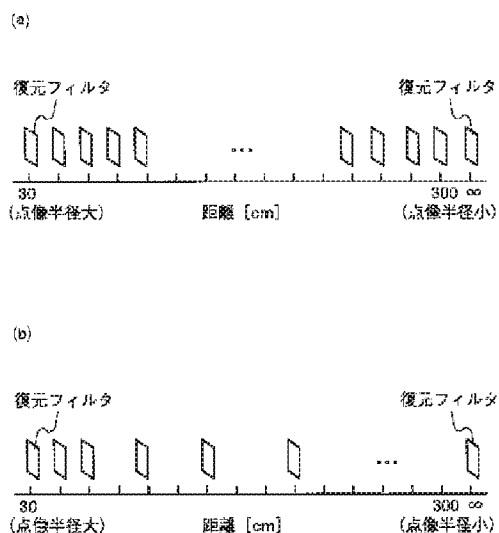 (a)
復元フィルタ 復元フィルタ
...
30 300 ∞
(点像半径大) 距離 [cm] (点像半径小)
(b)
復元フィルタ 復元フィルタ
...
30 300 ∞
(点像半径大) 距離 [cm] (点像半径小)